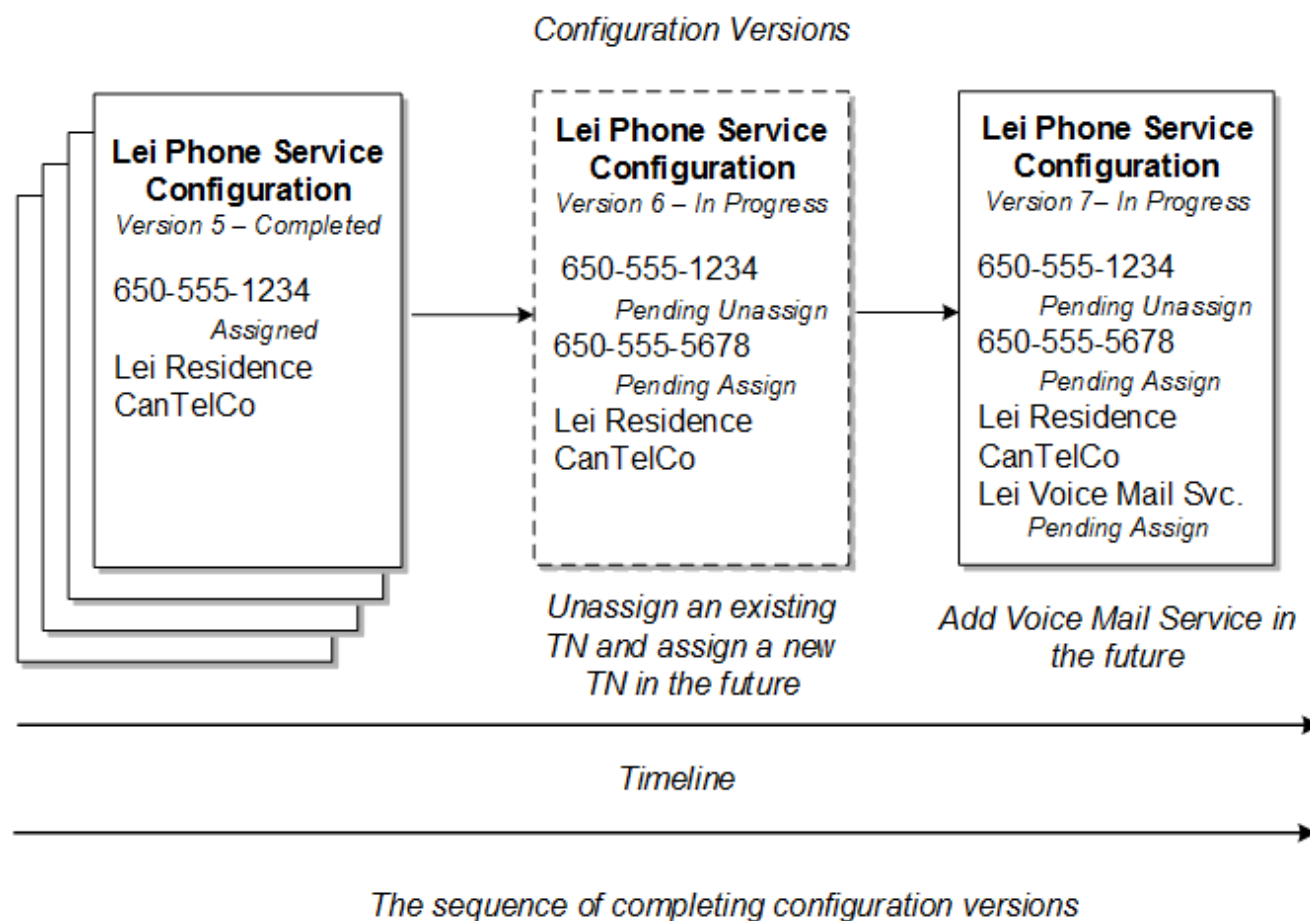 Configuration Versions
Lei Phone Service
Configuration
Version 5 – Completed
650-555-1234
Assigned
Lei Residence
CanTelCo
Lei Phone Service
Configuration
Version 6 – In Progress
650-555-1234
Pending Unassign
650-555-5678
Pending Assign
Lei Residence
CanTelCo
Unassign an existing
TN and assign a new
TN in the future
Lei Phone Service
Configuration
Version 7– In Progress
650-555-1234
Pending Unassign
650-555-5678
Pending Assign
Lei Residence
CanTelCo
Lei Voice Mail Svc.
Pending Assign
Add Voice Mail Service in
the future
Timeline
The sequence of completing configuration versions